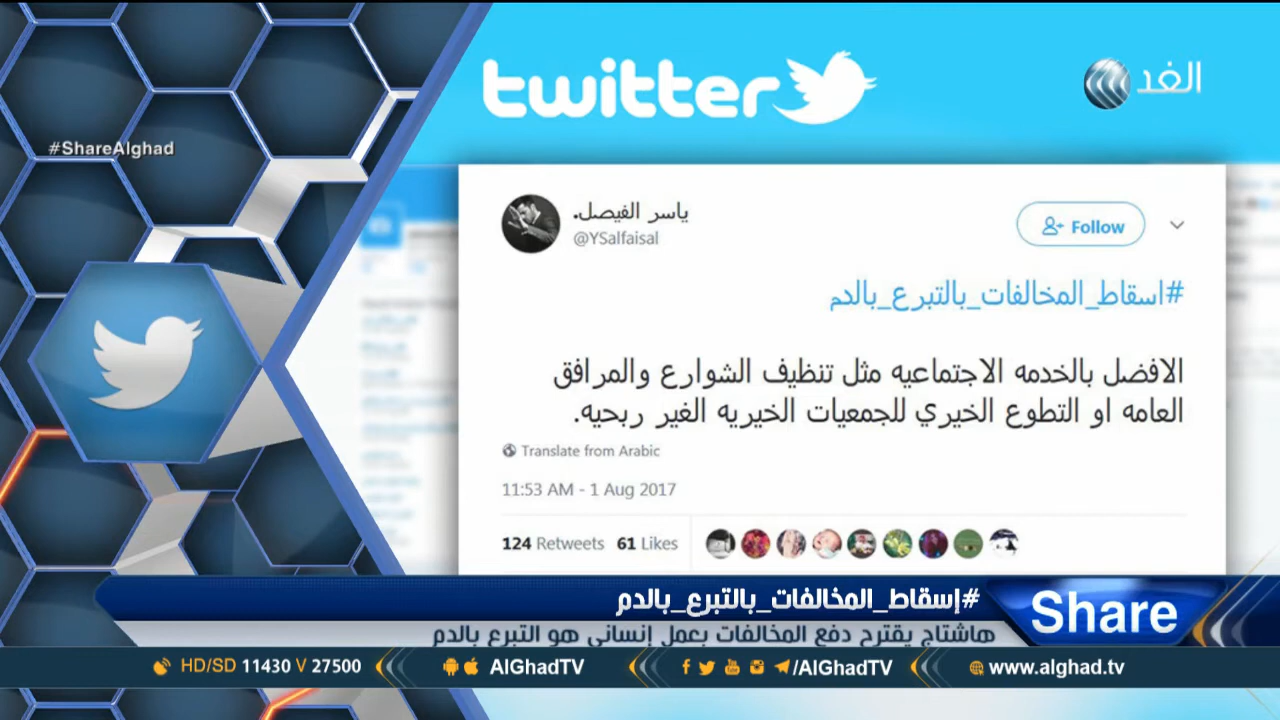 twitter
الغد
#ShareAlghad
ياسر الفيصل.
@YSalfaisal
Follow
#اسقاط_المخالفات_بالتبرع_بالدم
الافضل بالخدمه الاجتماعيه مثل تنظيف الشوارع والمرافق
العامه او التطوع الخيري للجمعيات الخيريه الغير ربحيه.
Translate from Arabic
11:53 AM - 1 Aug 2017
124 Retweets 61 Likes
#إسقاط_المخالفات_بالتبرع_بالدم
Share
هاشتاج يقترح دفع المخالفات بعمل إنساني هو التبرع بالدم
HD/SD 11430 V 27500
AlGhadTV
/AlGhadTV
www.alghad.tv